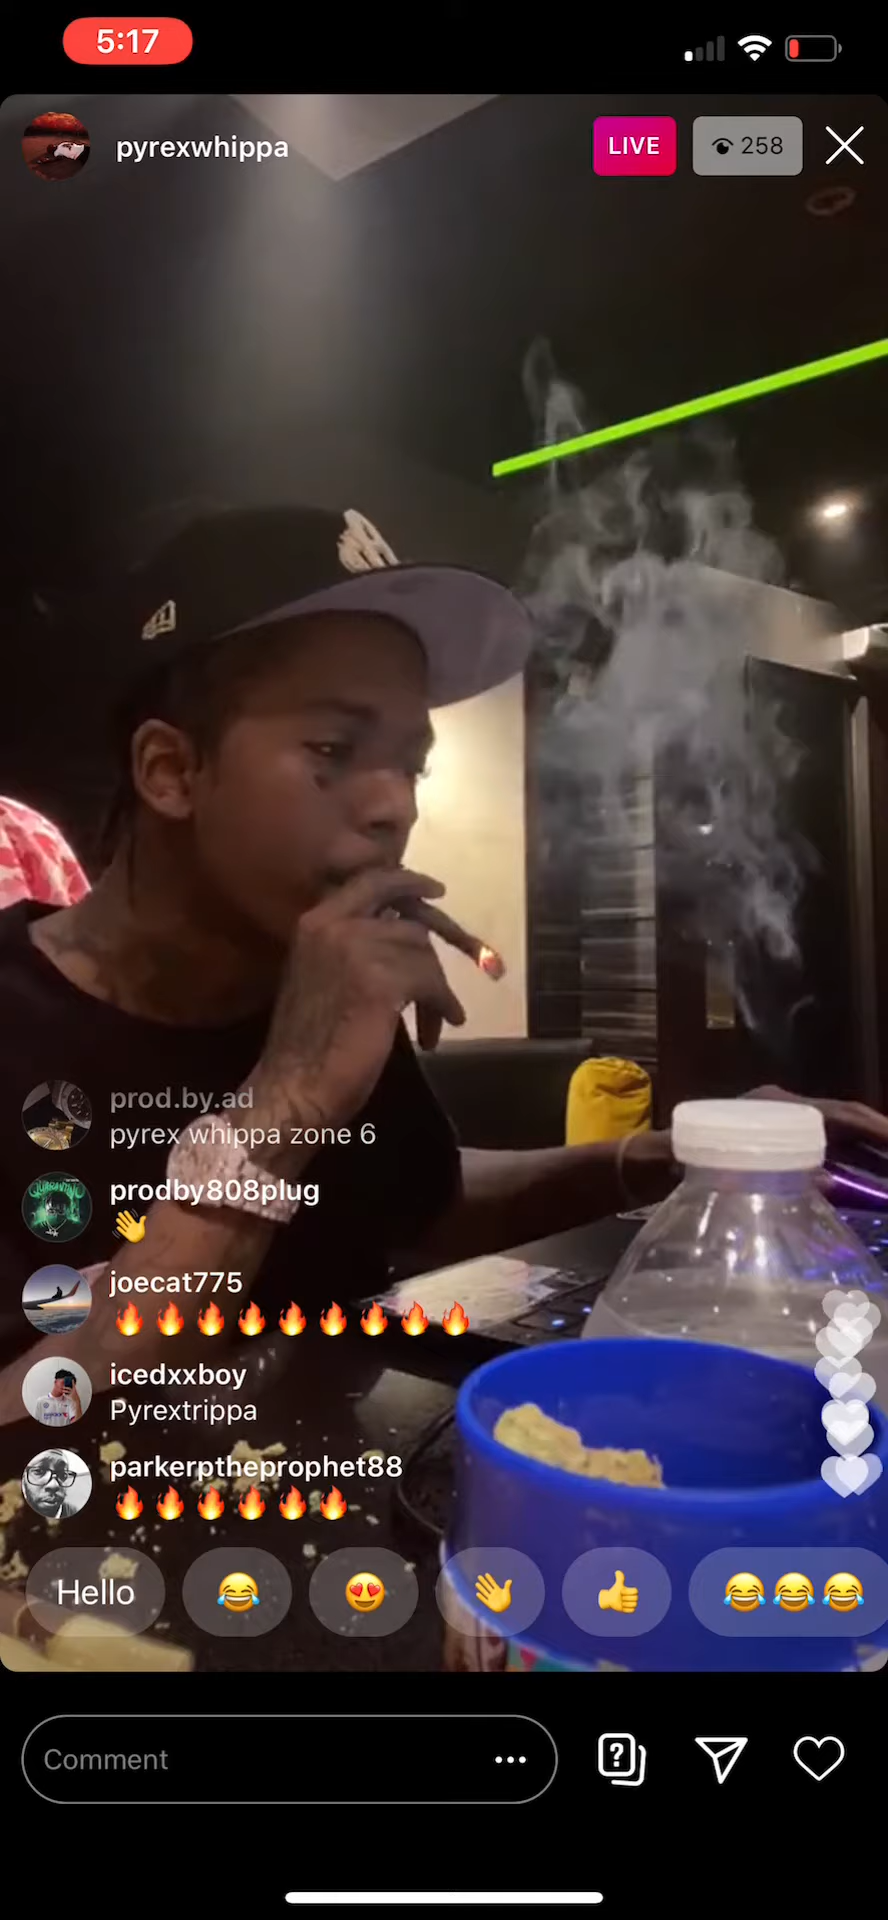 5:17
pyrexwhippa
LIVE
258
prod.by.ad
pyrex whippa zone 6
prodby808plug
👋
joecat775
🔥🔥🔥🔥🔥🔥🔥🔥🔥
icedxxboy
Pyrextrippa
parkerptheprophet88
🔥🔥🔥🔥🔥🔥
Hello
😂
😍
👋
👍
😂😂😂
Comment